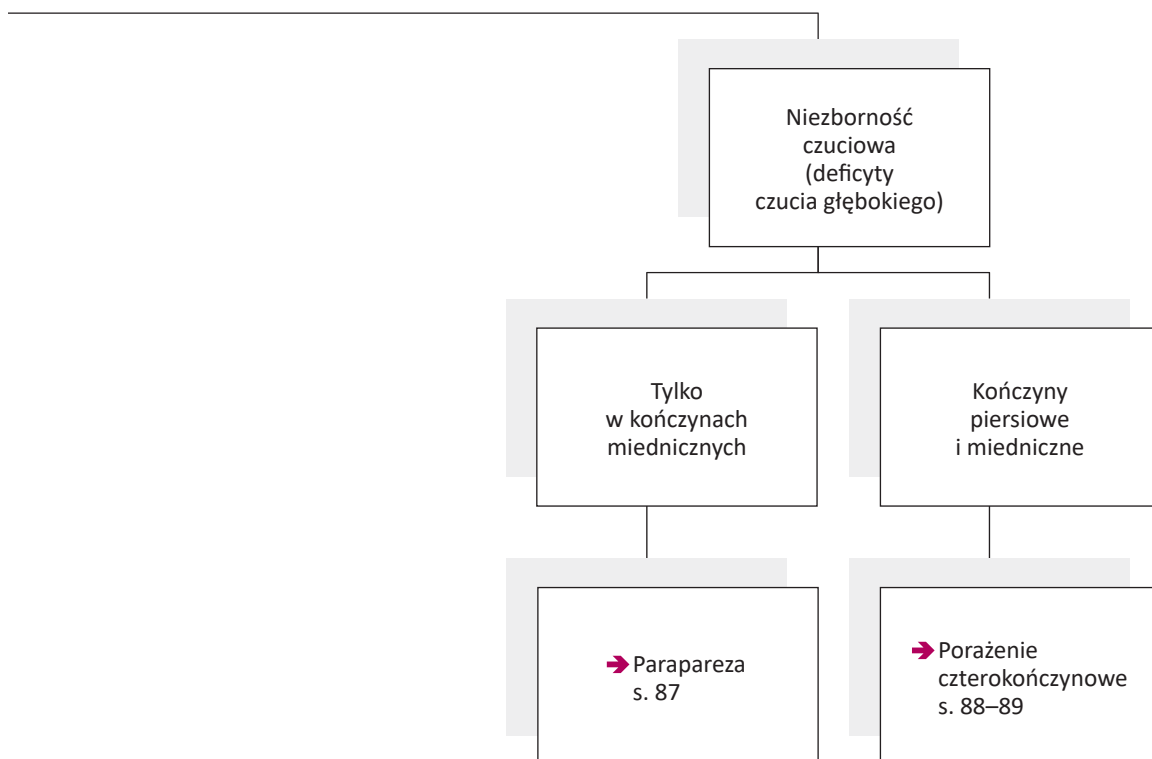 Niezborność
czuciowa
(deficyty
czucia głębokiego)
Tylko
w kończynach
miednicznych
Kończyny
piersiowe
i miedniczne
Parapareza
s. 87
Porażenie
czterokończynowe
s. 88–89